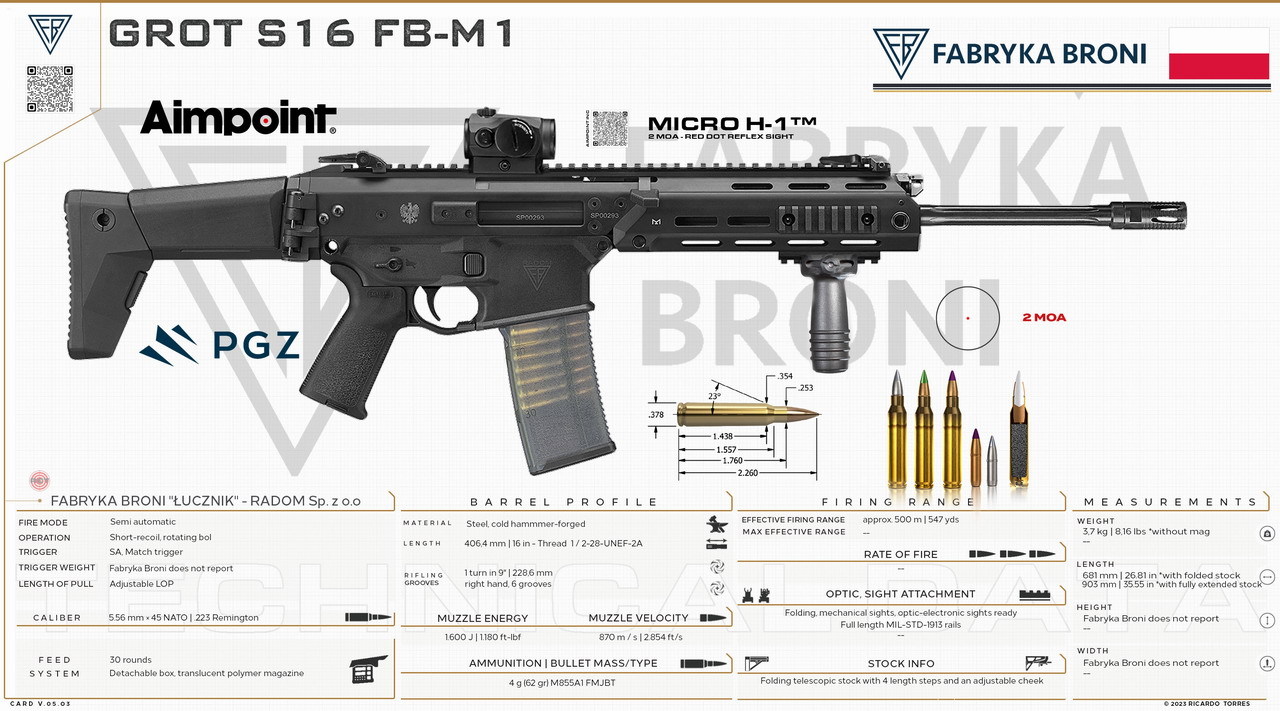 GROT S16 FB-M1
FABRYKA BRONI
Aimpoint®
MICRO H-1™
2 MOA - RED DOT REFLEX SIGHT
FABRYKA
BRONI
SP00293
SP00293
PGZ
2 MOA
30
.354
.253
23º
.378
1.438
1.557
1.760
2.260
FABRYKA BRONI "ŁUCZNIK" - RADOM Sp. z o.o
FIRE MODE Semi automatic
OPERATION Short-recoil, rotating bol
TRIGGER SA, Match trigger
TRIGGER WEIGHT Fabryka Broni does not report
LENGTH OF PULL Adjustable LOP
CALIBER 5.56 mm × 45 NATO | .223 Remington
FEED SYSTEM 30 rounds
Detachable box, translucent polymer magazine
BARREL PROFILE
MATERIAL Steel, cold hammmer-forged
LENGTH 406,4 mm | 16 in - Thread 1/2-28-UNEF-2A
RIFLING GROOVES 1 turn in 9" | 228,6 mm
right hand, 6 grooves
MUZZLE ENERGY MUZZLE VELOCITY
1.600 J | 1.180 ft-lbf 870 m / s | 2.854 ft/s
AMMUNITION | BULLET MASS/TYPE
4 g (62 gr) M855A1 FMJBT
FIRING RANGE
EFFECTIVE FIRING RANGE approx. 500 m | 547 yds
MAX EFFECTIVE RANGE --
RATE OF FIRE
--
OPTIC, SIGHT ATTACHMENT
Folding, mechanical sights, optic-electronic sights ready
Full length MIL-STD-1913 rails
--
STOCK INFO
Folding telescopic stock with 4 length steps and an adjustable cheek
MEASUREMENTS
WEIGHT
3,7 kg | 8,16 lbs *without mag
--
LENGTH
681 mm | 26.81 in *with folded stock
903 mm | 35.55 in *with fully extended stock
HEIGHT
Fabryka Broni does not report
--
WIDTH
Fabryka Broni does not report
--
TECHNICAL DATA
CARD V.05.03
© 2023 RICARDO TORRES